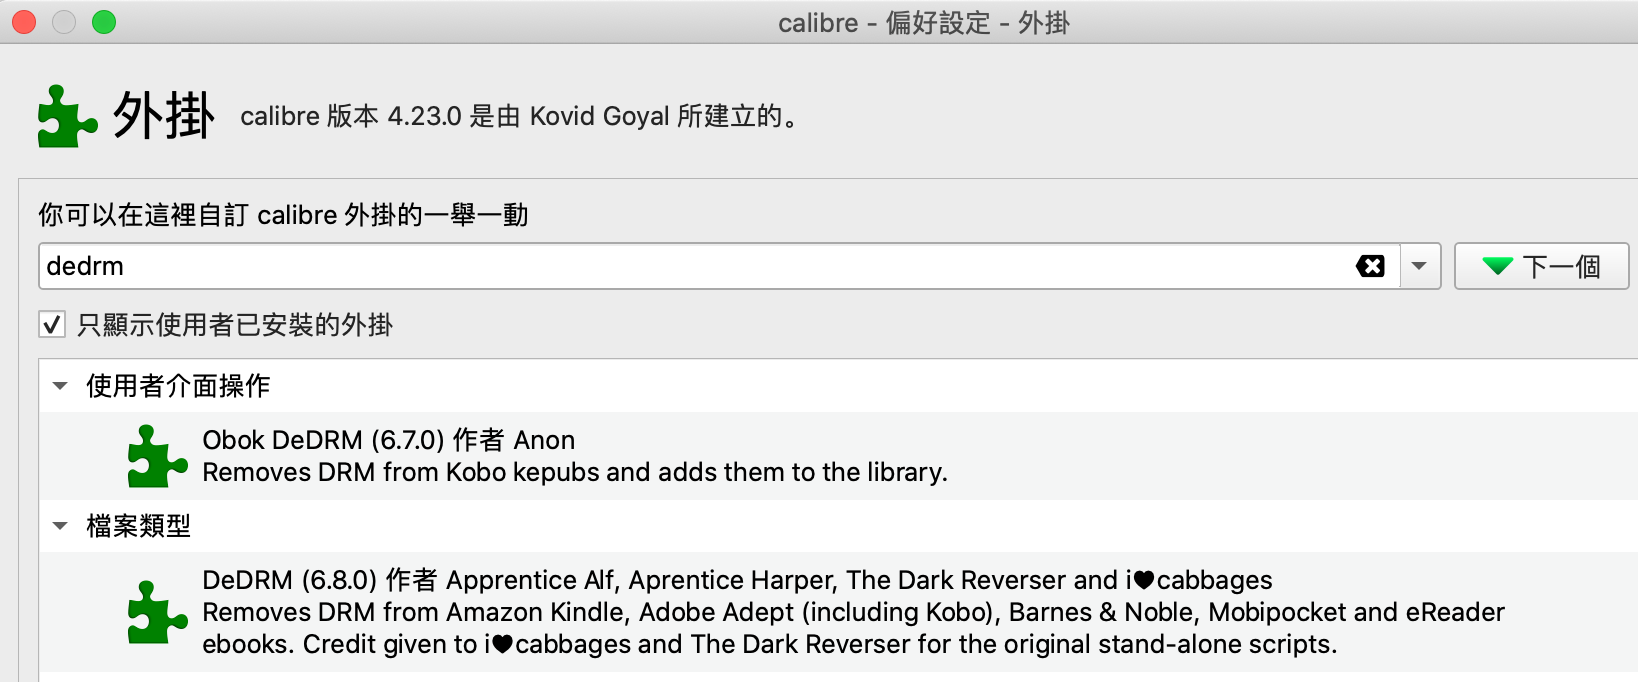 calibre - 偏好設定 - 外掛
外掛 calibre 版本 4.23.0 是由 Kovid Goyal 所建立的。
你可以在這裡自訂 calibre 外掛的一舉一動
dedrm
下一個
只顯示使用者已安裝的外掛
使用者介面操作
Obok DeDRM (6.7.0) 作者 Anon
Removes DRM from Kobo kepubs and adds them to the library.
檔案類型
DeDRM (6.8.0) 作者 Apprentice Alf, Aprentice Harper, The Dark Reverser and i♥cabbages
Removes DRM from Amazon Kindle, Adobe Adept (including Kobo), Barnes & Noble, Mobipocket and eReader
ebooks. Credit given to i♥cabbages and The Dark Reverser for the original stand-alone scripts.